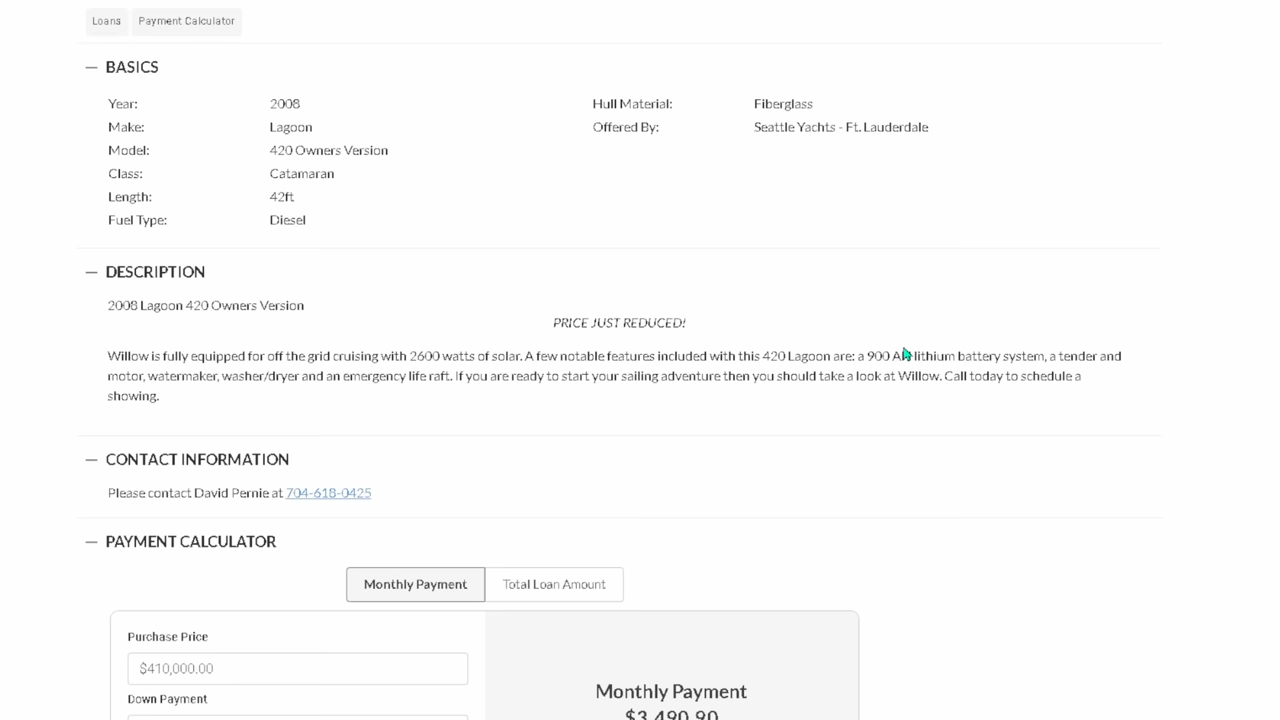 Loans Payment Calculator
— BASICS
Year: 2008 Hull Material: Fiberglass
Make: Lagoon Offered By: Seattle Yachts - Ft. Lauderdale
Model: 420 Owners Version
Class: Catamaran
Length: 42ft
Fuel Type: Diesel
— DESCRIPTION
2008 Lagoon 420 Owners Version
PRICE JUST REDUCED!
Willow is fully equipped for off the grid cruising with 2600 watts of solar. A few notable features included with this 420 Lagoon are: a 900 lithium battery system, a tender and
motor, watermaker, washer/dryer and an emergency life raft. If you are ready to start your sailing adventure then you should take a look at Willow. Call today to schedule a
showing.
— CONTACT INFORMATION
Please contact David Pernie at 704-618-0425
— PAYMENT CALCULATOR
Monthly Payment Total Loan Amount
Purchase Price
$410,000.00
Monthly Payment
Down Payment
$3,490.90